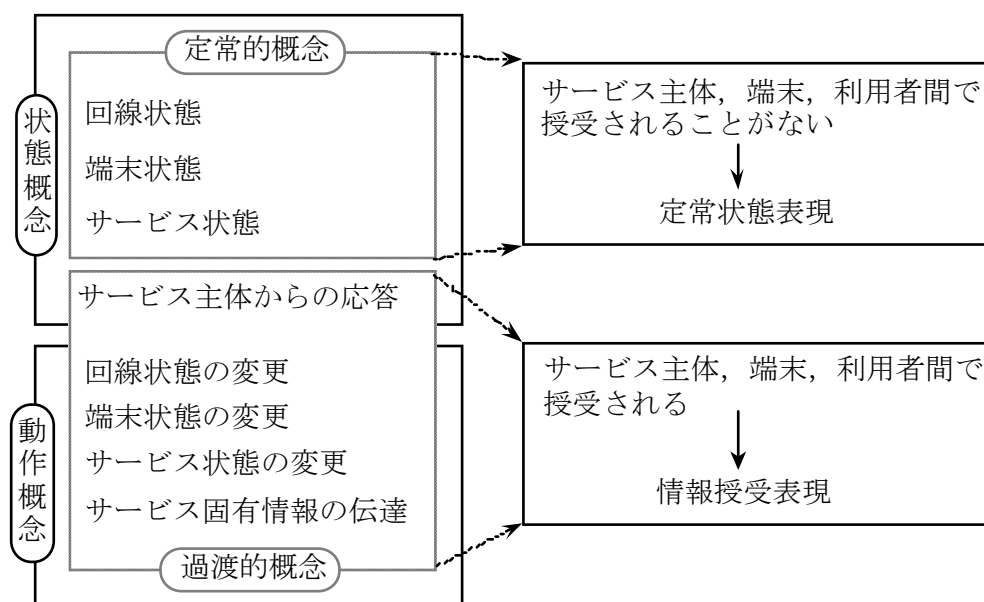 定常的概念
状態概念
回線状態
端末状態
サービス状態
サービス主体からの応答
動作概念
回線状態の変更
端末状態の変更
サービス状態の変更
サービス固有情報の伝達
過渡的概念
サービス主体，端末，利用者間で
授受されることがない
定常状態表現
サービス主体，端末，利用者間で
授受される
情報授受表現